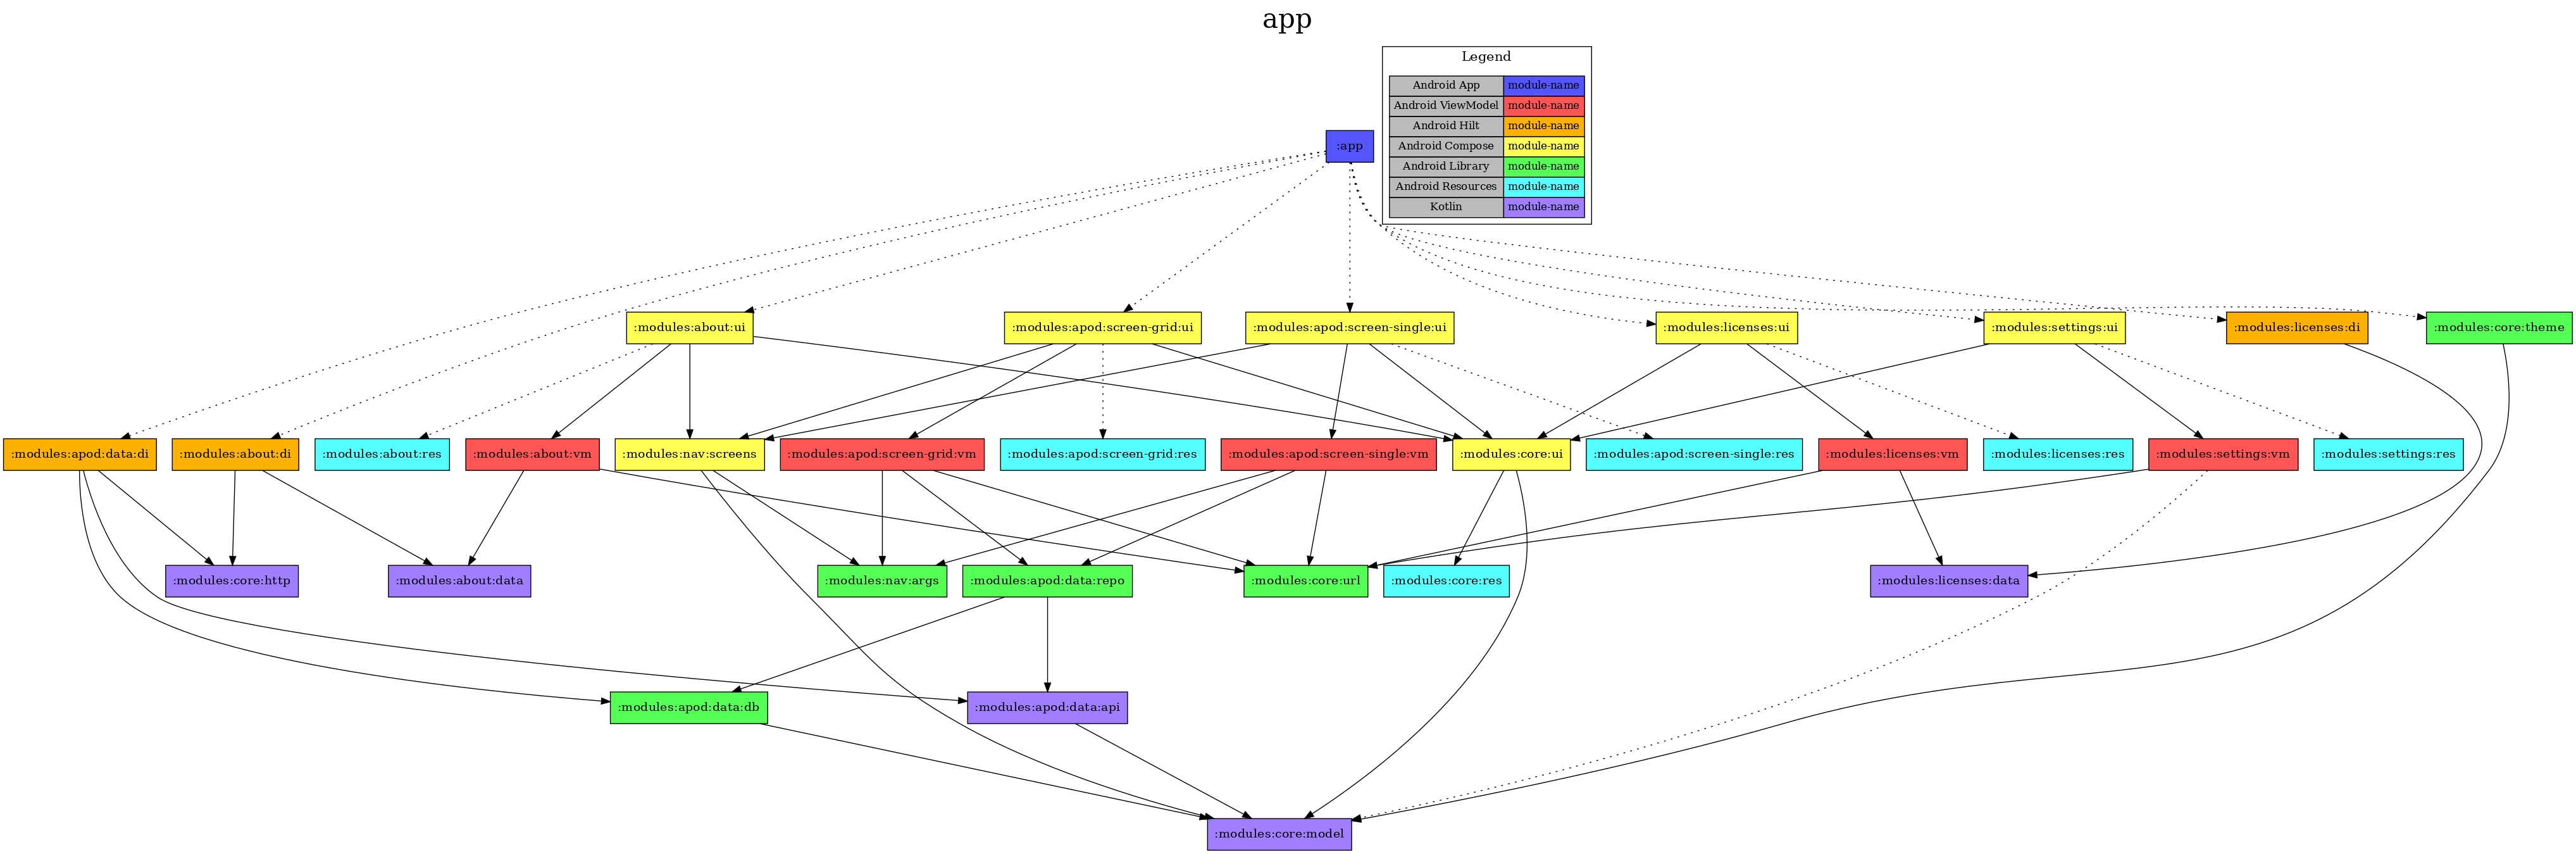 app
Legend
Android App module-name
Android ViewModel module-name
Android Hilt module-name
Android Compose module-name
Android Library module-name
Android Resources module-name
Kotlin module-name
:app
:modules:about:ui
:modules:apod:screen-grid:ui
:modules:apod:screen-single:ui
:modules:licenses:ui
:modules:settings:ui
:modules:licenses:di
:modules:core:theme
:modules:apod:data:di
:modules:about:di
:modules:about:res
:modules:about:vm
:modules:nav:screens
:modules:apod:screen-grid:vm
:modules:apod:screen-grid:res
:modules:apod:screen-single:vm
:modules:core:ui
:modules:apod:screen-single:res
:modules:licenses:vm
:modules:licenses:res
:modules:settings:vm
:modules:settings:res
:modules:core:http
:modules:about:data
:modules:nav:args
:modules:apod:data:repo
:modules:core:url
:modules:core:res
:modules:licenses:data
:modules:apod:data:db
:modules:apod:data:api
:modules:core:model